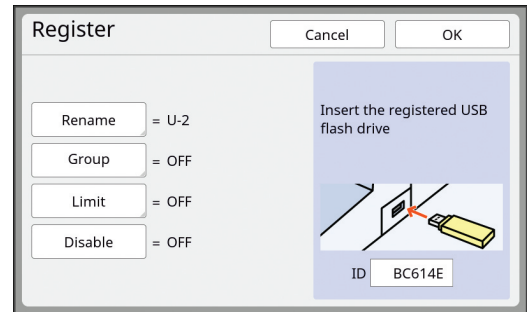 Register
Cancel
OK
Rename = U-2
Group = OFF
Limit = OFF
Disable = OFF
Insert the registered USB
flash drive
ID BC614E